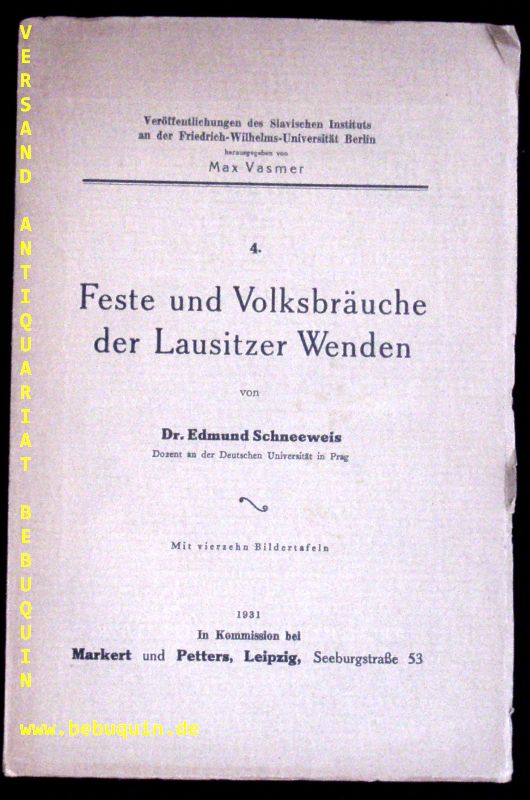 Veröffentlichungen des Slavischen Instituts
an der Friedrich-Wilhelms-Universität Berlin
herausgegeben von
Max Vasmer
4.
Feste und Volksbräuche
der Lausitzer Wenden
von
Dr. Edmund Schneeweis
Dozent an der Deutschen Universität in Prag
Mit vierzehn Bildertafeln
1931
In Kommission bei
Markert und Petters, Leipzig, Seeburgstraße 53
VERSAND ANTIQUARIAT BEBUQUIN
www.bebuquin.de